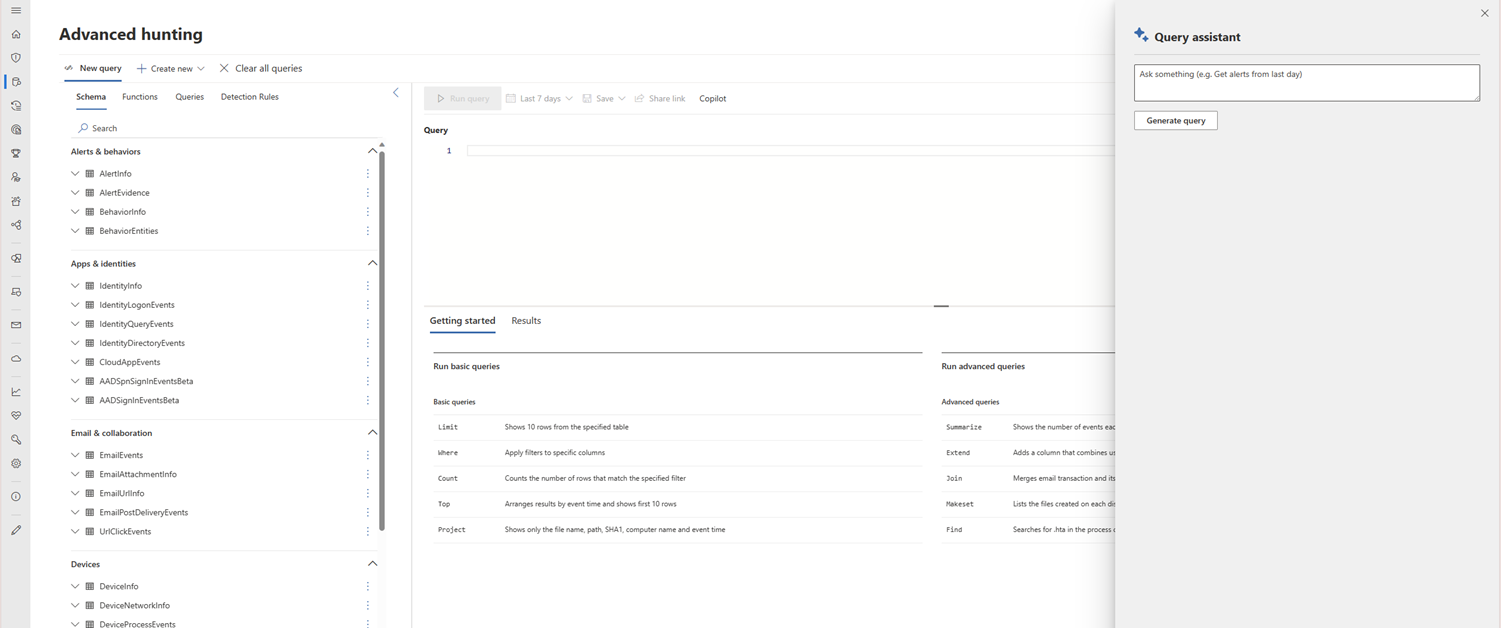 Advanced hunting
New query
Create new
Clear all queries
Schema
Functions
Queries
Detection Rules
Search
Alerts & behaviors
AlertInfo
AlertEvidence
BehaviorInfo
BehaviorEntities
Apps & identities
IdentityInfo
IdentityLogonEvents
IdentityQueryEvents
IdentityDirectoryEvents
CloudAppEvents
AADSpnSignInEventsBeta
AADSignInEventsBeta
Email & collaboration
EmailEvents
EmailAttachmentInfo
EmailUrlInfo
EmailPostDeliveryEvents
UrlClickEvents
Devices
DeviceInfo
DeviceNetworkInfo
DeviceProcessEvents
Run query
Last 7 days
Save
Share link
Copilot
Query
1
Getting started
Results
Run basic queries
Basic queries
Limit Shows 10 rows from the specified table
Where Apply filters to specific columns
Count Counts the number of rows that match the specified filter
Top Arranges results by event time and shows first 10 rows
Project Shows only the file name, path, SHA1, computer name and event time
Run advanced queries
Advanced queries
Summarize Shows the number of events eac
Extend Adds a column that combines
Join Merges email transaction and its
Makeset Lists the files created on each
Find Searches for .hta in the process
Query assistant
Ask something (e.g. Get alerts from last day)
Generate query